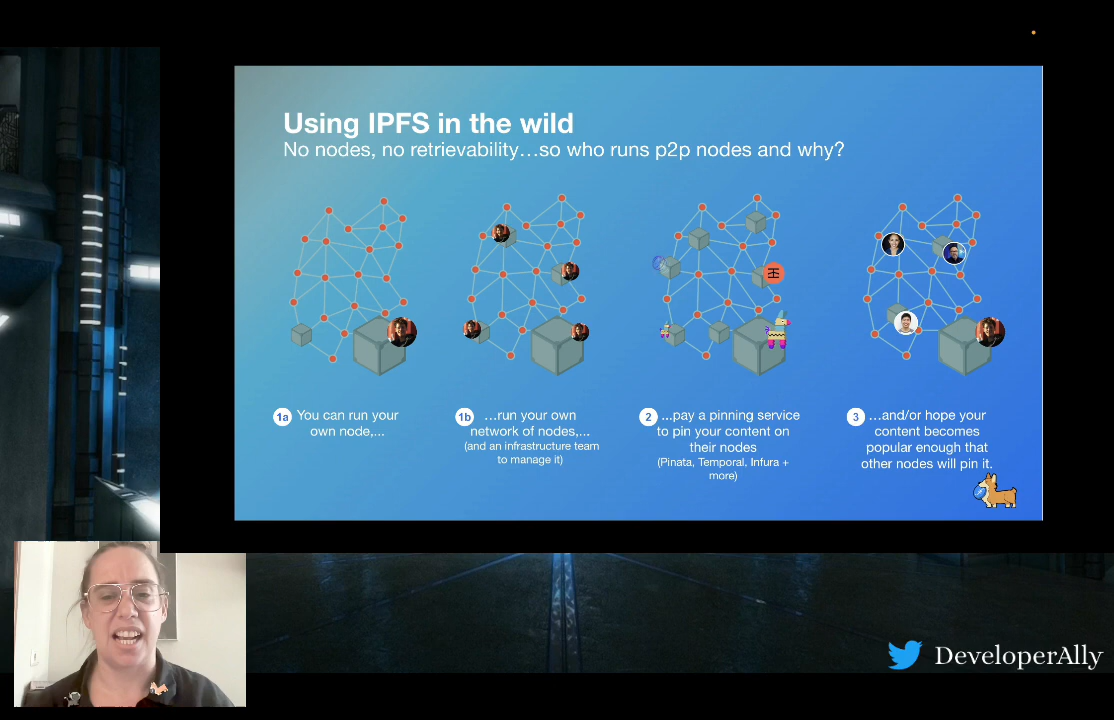 Using IPFS in the wild
No nodes, no retrievability...so who runs p2p nodes and why?
1a You can run your
own node,...
1b ...run your own
network of nodes,...
(and an infrastructure team
to manage it)
2 ...pay a pinning service
to pin your content on
their nodes
(Pinata, Temporal, Infura +
more)
3 ...and/or hope your
content becomes
popular enough that
other nodes will pin it.
DeveloperAlly